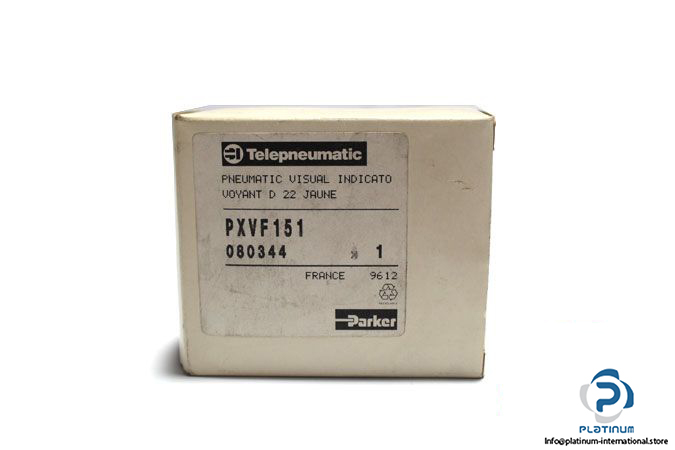 Telepneumatic
PNEUMATIC VISUAL INDICATO
VOYANT D 22 JAUNE
PXVF151
080344 * 1
FRANCE 9612
Parker
PLATINUM
Info@platinum-international.store